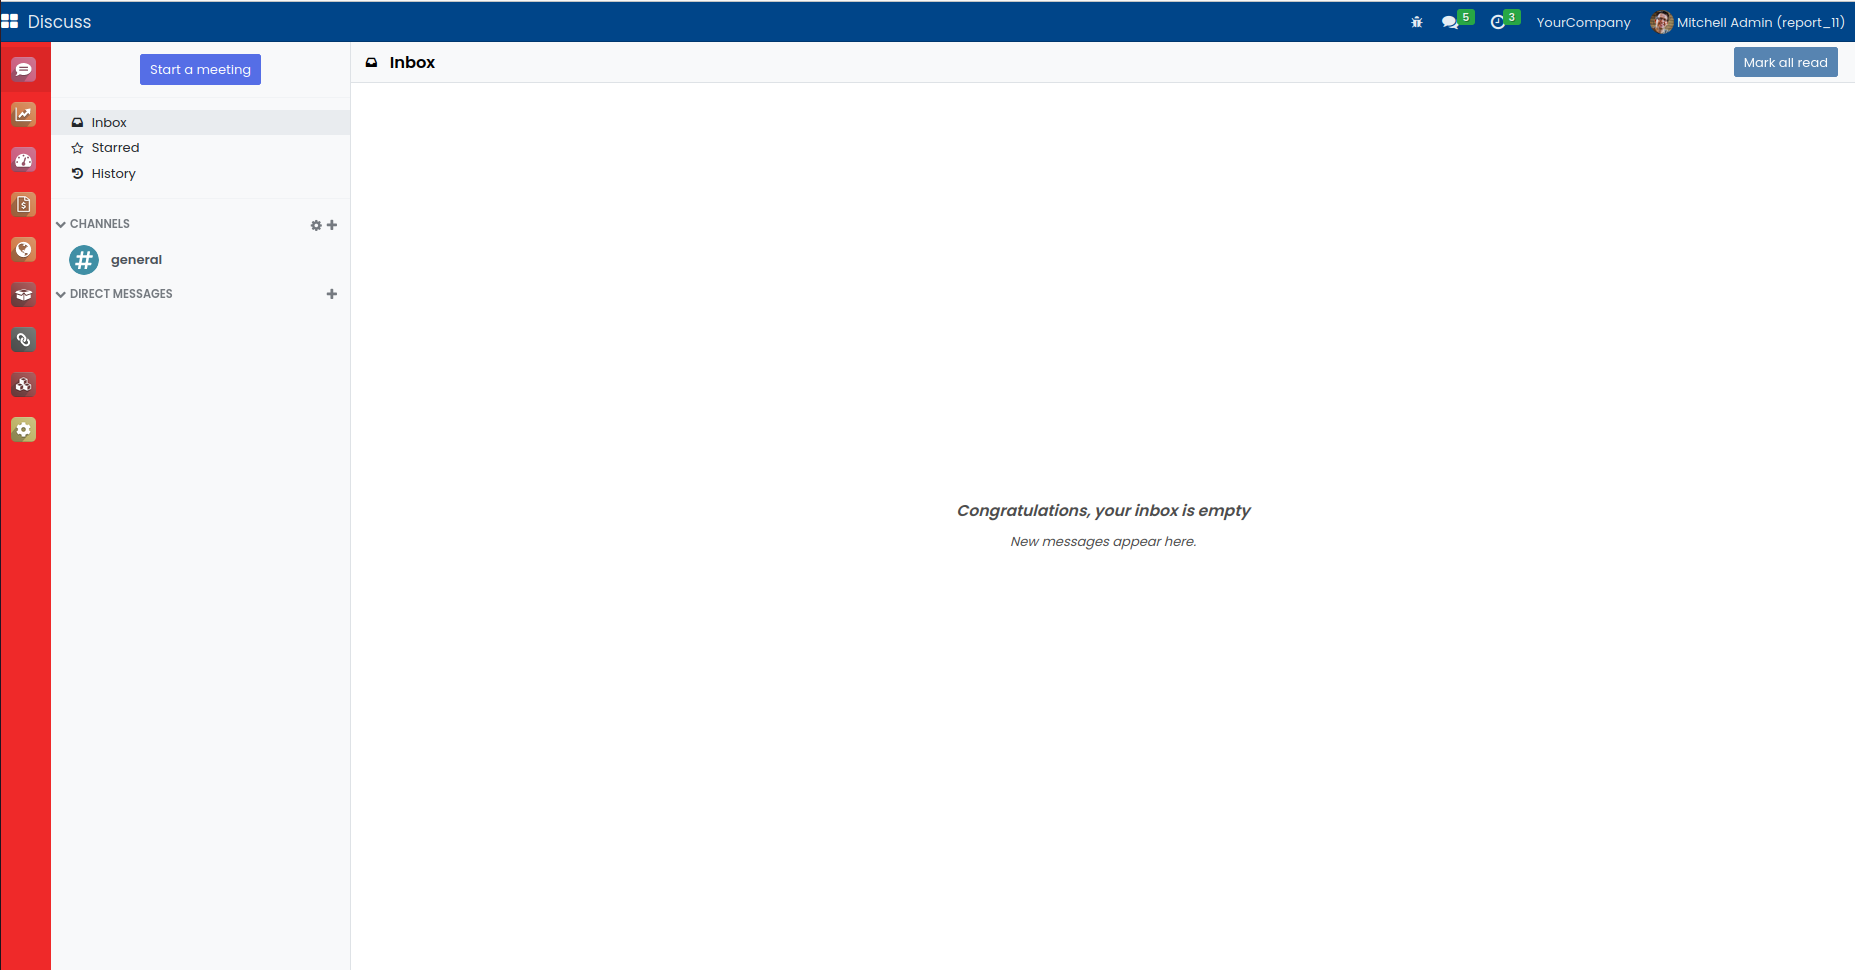 Discuss
5
3
YourCompany
Mitchell Admin (report_11)
Start a meeting
Inbox
Mark all read
Inbox
Starred
History
CHANNELS
general
DIRECT MESSAGES
Congratulations, your inbox is empty
New messages appear here.